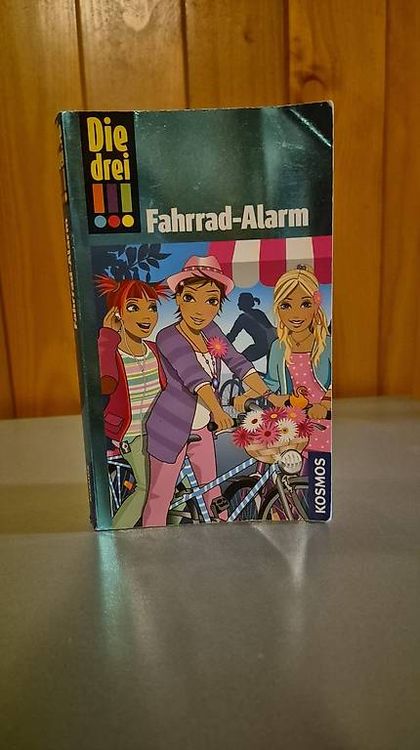 Die
drei
!!!
Fahrrad-Alarm
KOSMOS